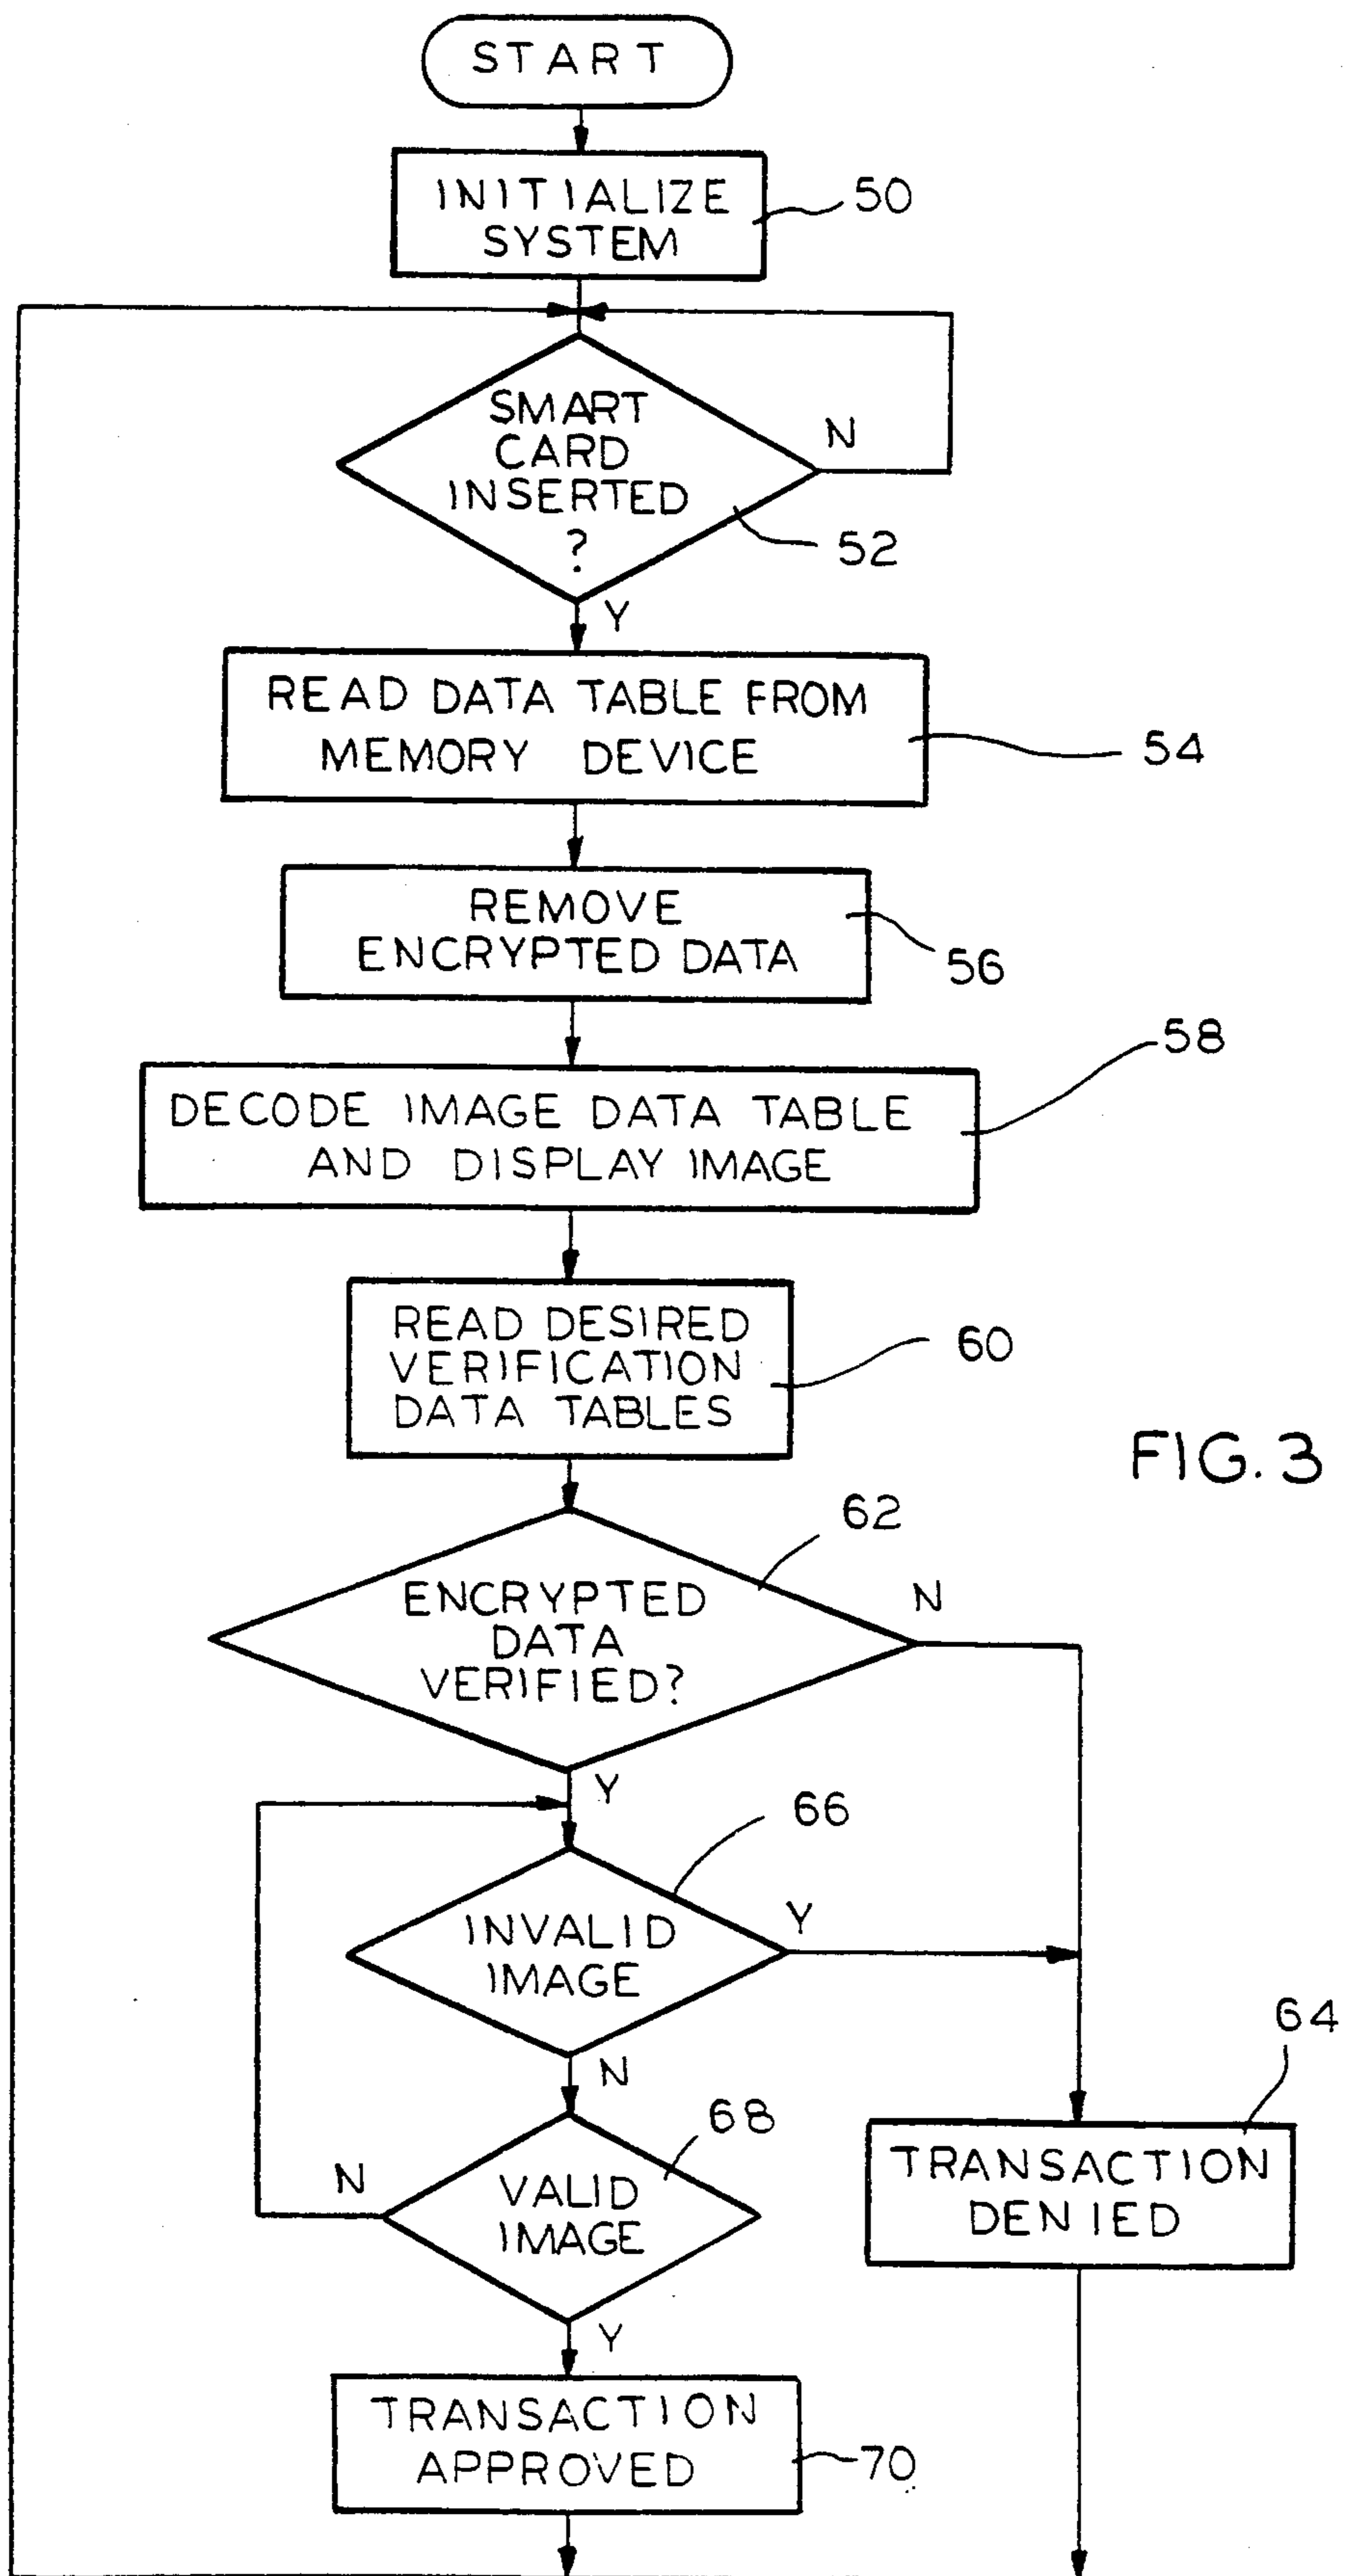 START
INITIALIZE
SYSTEM
50
SMART
CARD
INSERTED
?
N
52
Y
READ DATA TABLE FROM
MEMORY DEVICE
54
REMOVE
ENCRYPTED DATA
56
58
DECODE IMAGE DATA TABLE
AND DISPLAY IMAGE
READ DESIRED
VERIFICATION
DATA TABLES
60
FIG. 3
62
ENCRYPTED
DATA
VERIFIED?
N
Y
66
INVALID
IMAGE
Y
N
64
68
VALID
IMAGE
N
TRANSACTION
DENIED
Y
TRANSACTION
APPROVED
70